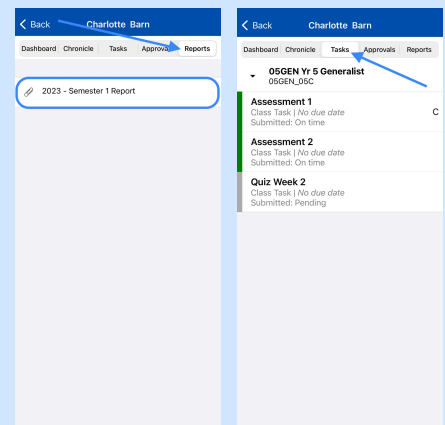 Back Charlotte Barn
Dashboard Chronicle Tasks Approvals Reports
2023 - Semester 1 Report
Back Charlotte Barn
Dashboard Chronicle Tasks Approvals Reports
05GEN Yr 5 Generalist
05GEN_05C
Assessment 1
Class Task | No due date C
Submitted: On time
Assessment 2
Class Task | No due date
Submitted: On time
Quiz Week 2
Class Task | No due date
Submitted: Pending